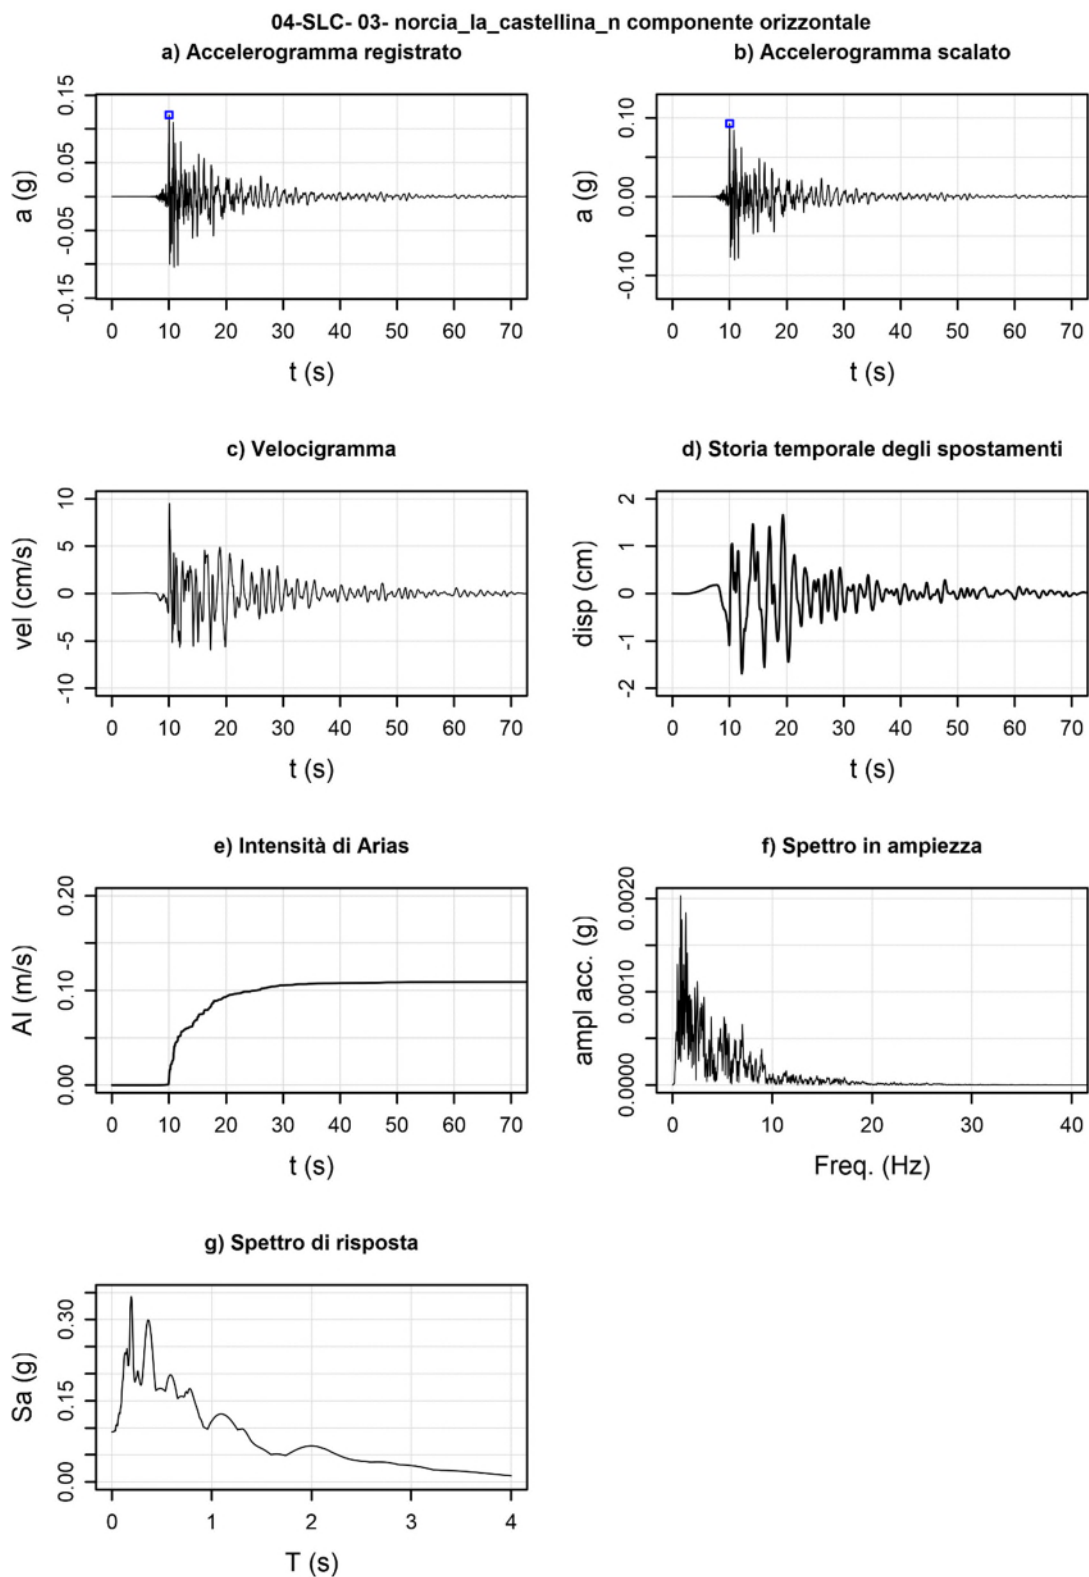 04-SLC- 03- norcia_la_castellina_n componente orizzontale
a) Accelerogramma registrato
b) Accelerogramma scalato
a (g)
0.15
0.05
-0.05
-0.15
0 10 20 30 40 50 60 70
t (s)
a (g)
0.10
0.00
-0.10
0 10 20 30 40 50 60 70
t (s)
c) Velocigramma
d) Storia temporale degli spostamenti
vel (cm/s)
10
5
0
-5
-10
0 10 20 30 40 50 60 70
t (s)
disp (cm)
2
1
0
-1
-2
0 10 20 30 40 50 60 70
t (s)
e) Intensità di Arias
f) Spettro in ampiezza
AI (m/s)
0.20
0.10
0.00
0 10 20 30 40 50 60 70
t (s)
ampl acc. (g)
0.0020
0.0010
0.0000
0 10 20 30 40
Freq. (Hz)
g) Spettro di risposta
Sa (g)
0.30
0.15
0.00
0 1 2 3 4
T (s)